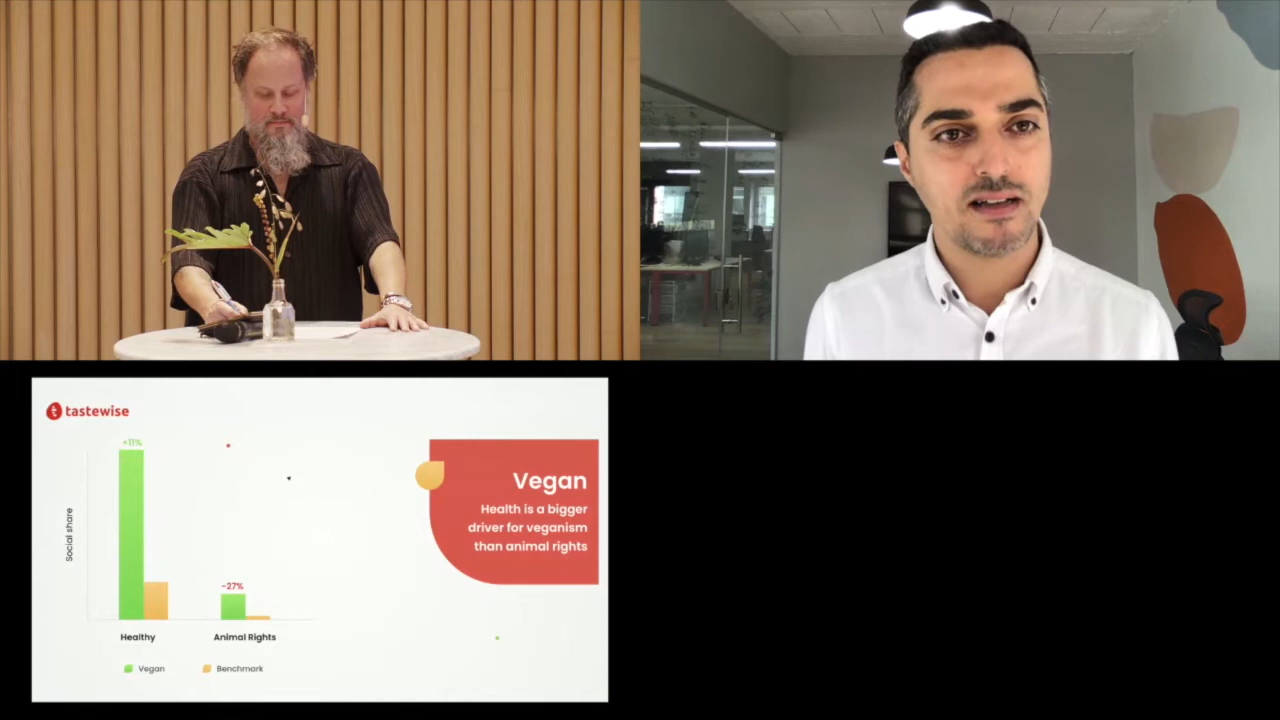 tastewise
+11%
-27%
Social share
Healthy
Animal Rights
Vegan
Benchmark
Vegan
Health is a bigger
driver for veganism
than animal rights